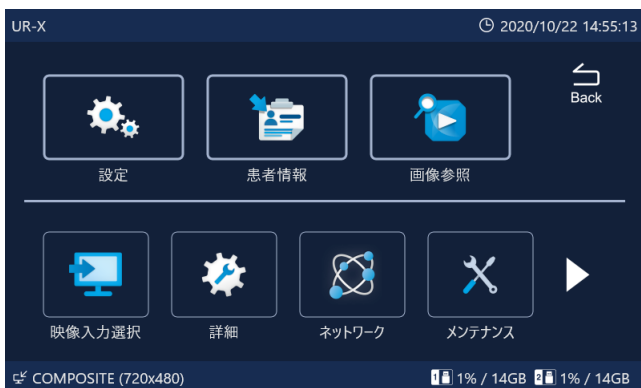 UR-X
2020/10/22 14:55:13
Back
設定
患者情報
画像参照
映像入力選択
詳細
ネットワーク
メンテナンス
COMPOSITE (720x480)
1 1% / 14GB 2 1% / 14GB